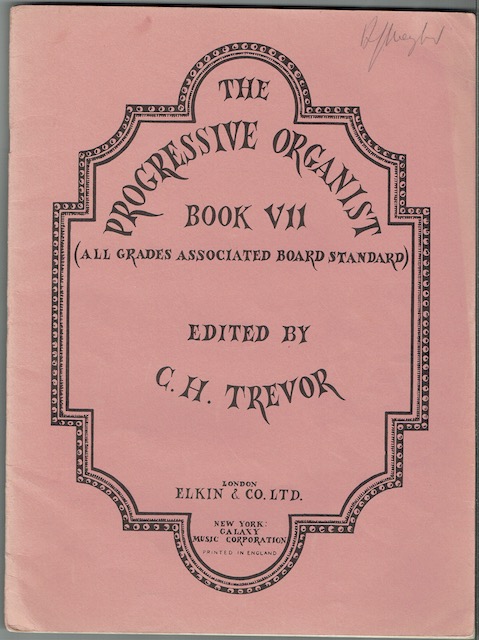 THE
PROGRESSIVE ORGANIST
BOOK VII
(ALL GRADES ASSOCIATED BOARD STANDARD)
EDITED BY
C. H. TREVOR
LONDON
ELKIN & CO. LTD.
NEW YORK:
GALAXY
MUSIC CORPORATION
PRINTED IN ENGLAND